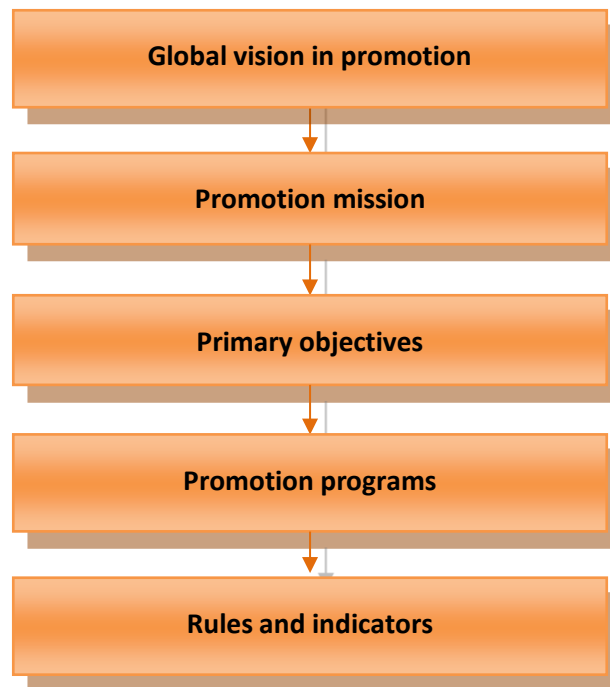 Global vision in promotion
Promotion mission
Primary objectives
Promotion programs
Rules and indicators